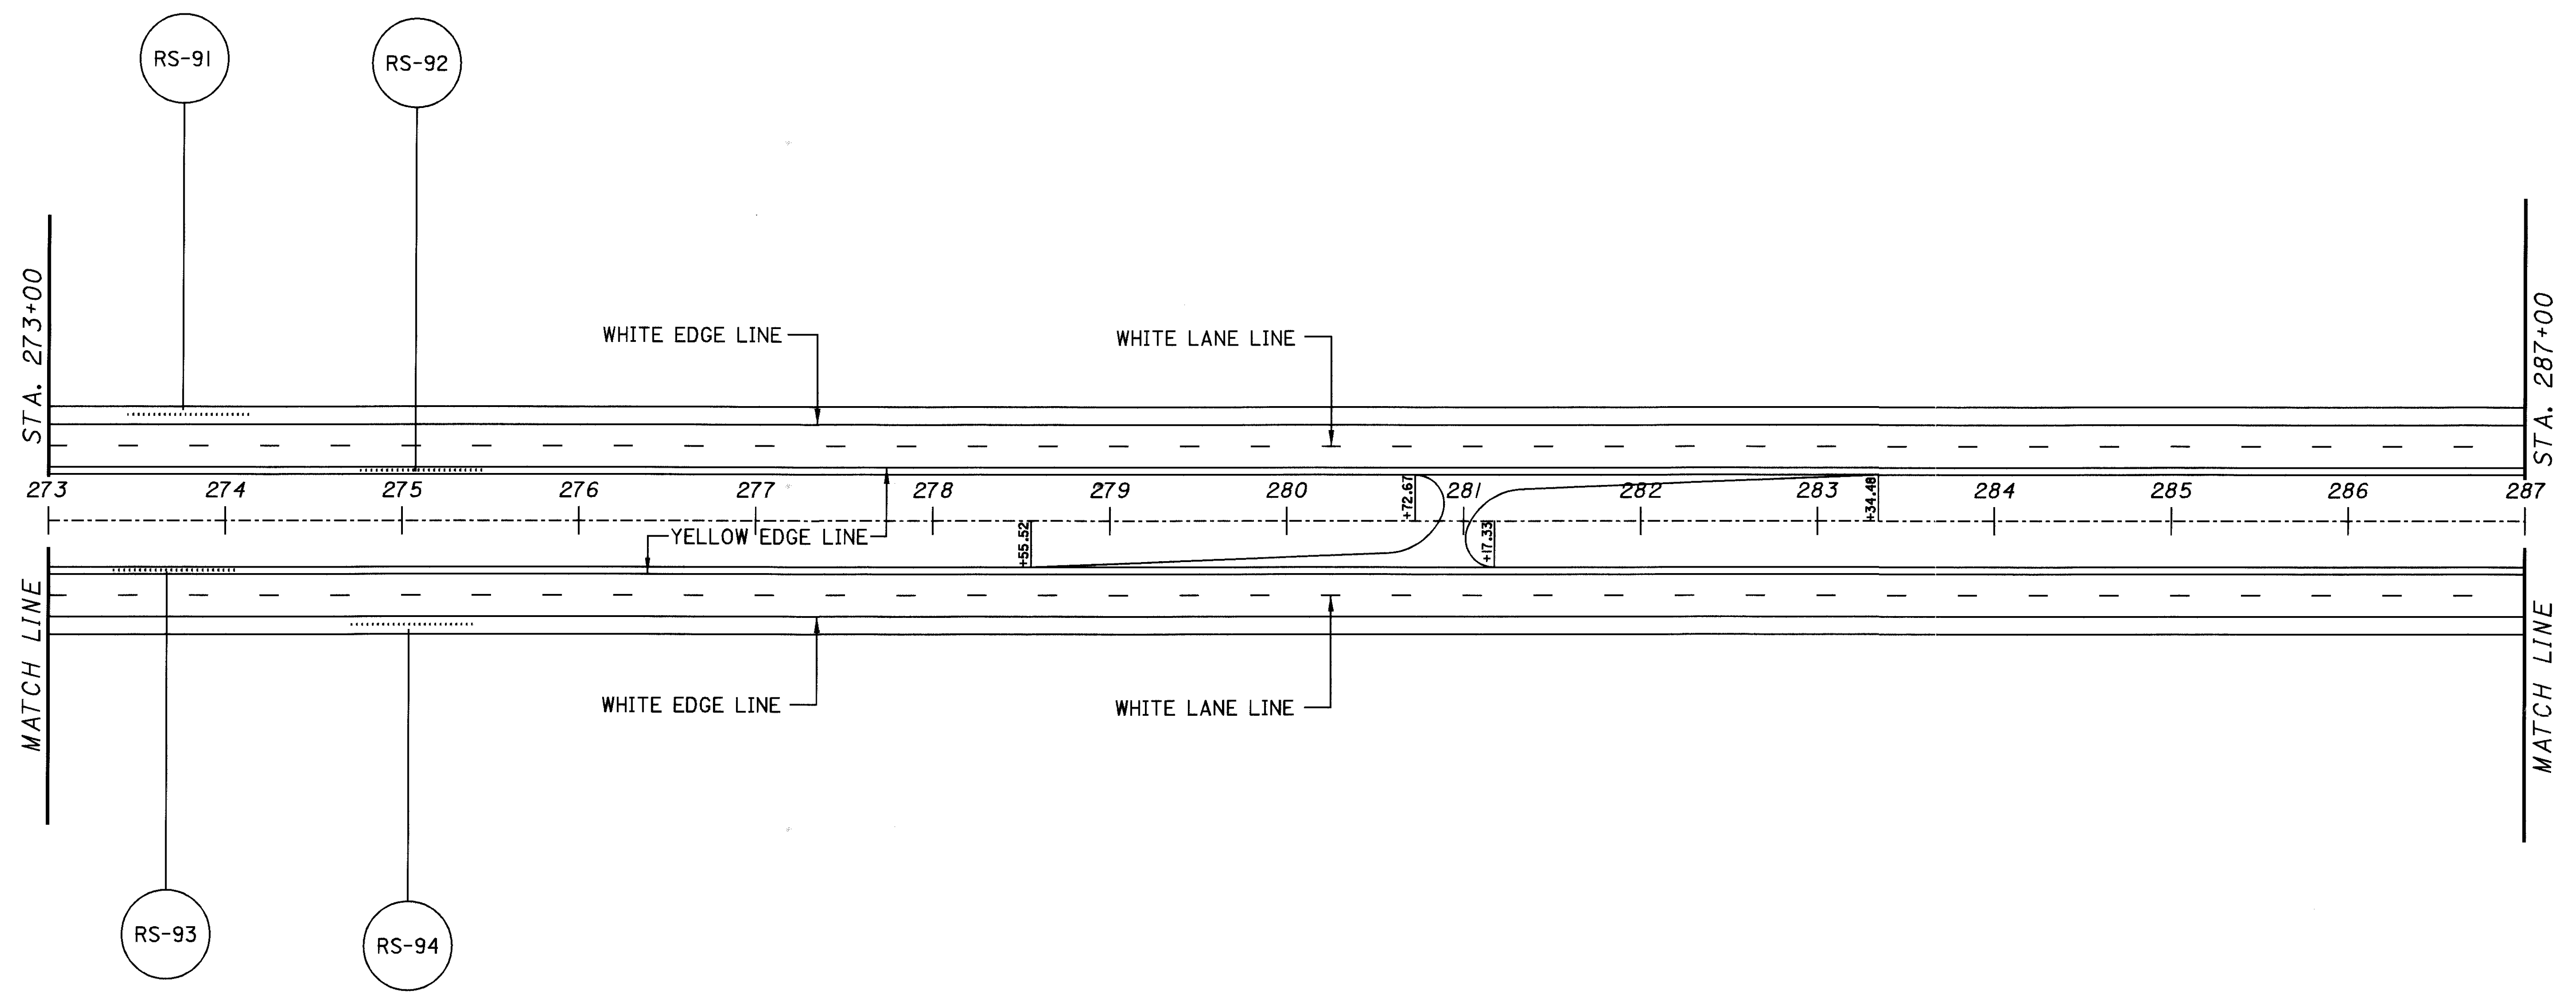 RS-91
RS-92
STA. 273+00
STA. 287+00
WHITE EDGE LINE
WHITE LANE LINE
273 274 275 276 277 278 279 280 281 282 283 284 285 286 287
+72.67
+34.48
+55.52
+17.33
YELLOW EDGE LINE
MATCH LINE
MATCH LINE
WHITE EDGE LINE
WHITE LANE LINE
RS-93
RS-94